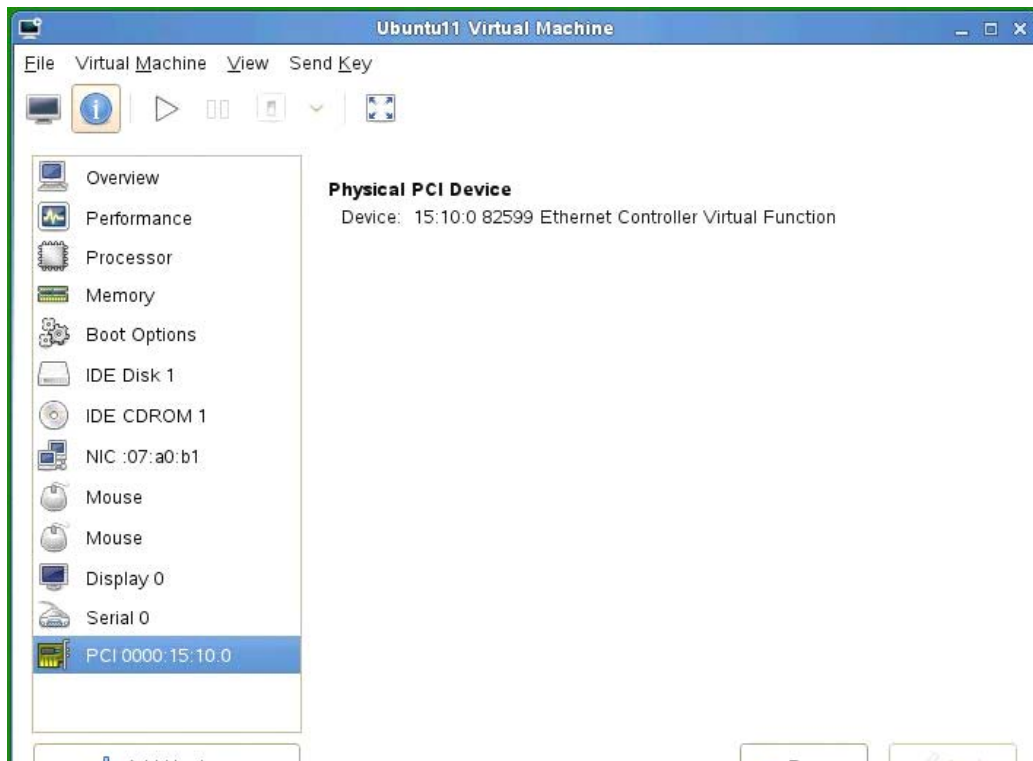 Ubuntu11 Virtual Machine
File Virtual Machine View Send Key
Overview
Performance
Processor
Memory
Boot Options
IDE Disk 1
IDE CDROM 1
NIC :07:a0:b1
Mouse
Mouse
Display 0
Serial 0
PCI 0000:15:10.0
Physical PCI Device
Device: 15:10:0 82599 Ethernet Controller Virtual Function